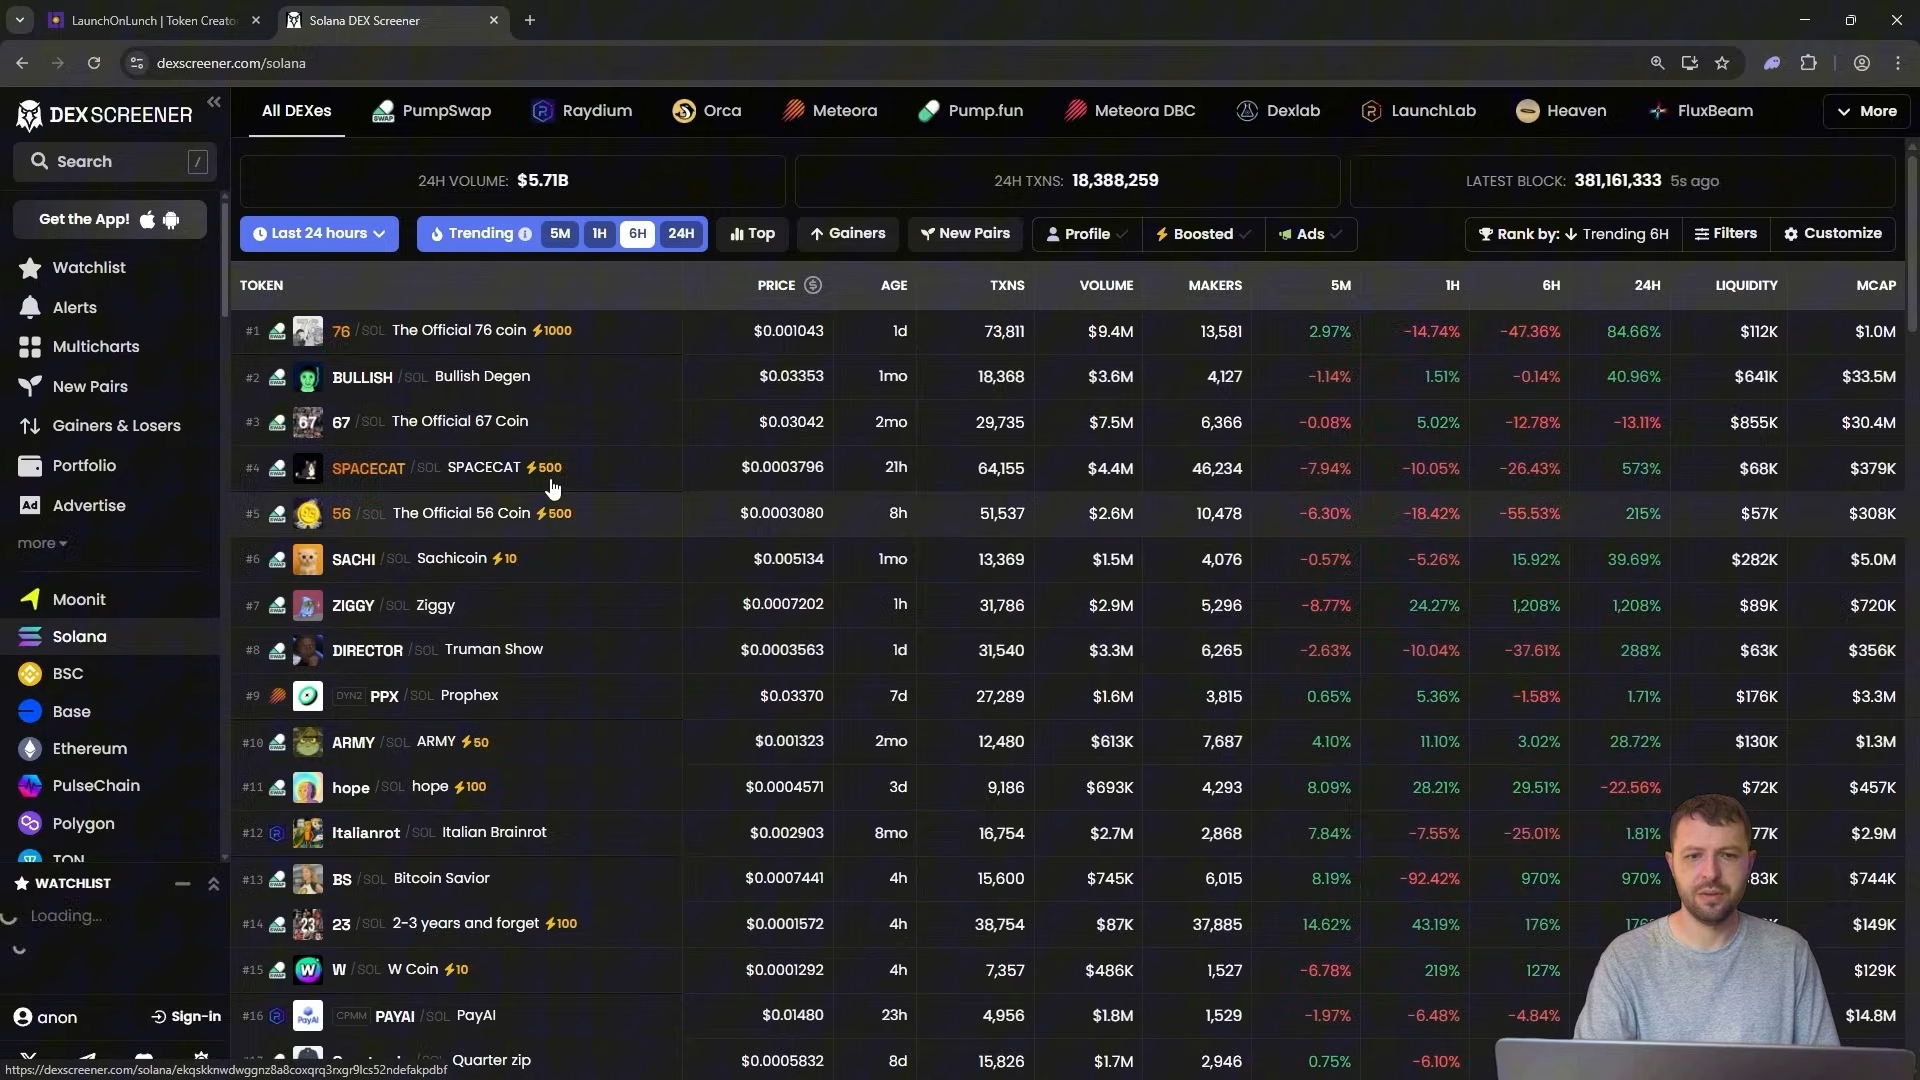 LaunchOnLunch | Token Creato
Solana DEX Screener
dexscreener.com/solana
DEXSCREENER
Search /
Get the App!
Watchlist
Alerts
Multicharts
New Pairs
Gainers & Losers
Portfolio
Ad Advertise
more
Moonit
Solana
BSC
Base
Ethereum
PulseChain
Polygon
TON
WATCHLIST
Loading...
anon Sign-in
All DEXes PumpSwap Raydium Orca Meteora Pump.fun Meteora DBC Dexlab LaunchLab Heaven FluxBeam More
24H VOLUME: $5.71B 24H TXNS: 18,388,259 LATEST BLOCK: 381,161,333 5s ago
Last 24 hours Trending 5M 1H 6H 24H Top Gainers New Pairs Profile Boosted Ads Rank by: Trending 6H Filters Customize
TOKEN PRICE AGE TXNS VOLUME MAKERS 5M 1H 6H 24H LIQUIDITY MCAP
#1 76 /SOL The Official 76 coin 1000 $0.001043 1d 73,811 $9.4M 13,581 2.97% -14.74% -47.36% 84.66% $112K $1.0M
#2 BULLISH /SOL Bullish Degen $0.03353 1mo 18,368 $3.6M 4,127 -1.14% 1.51% -0.14% 40.96% $641K $33.5M
#3 67 67 /SOL The Official 67 Coin $0.03042 2mo 29,735 $7.5M 6,366 -0.08% 5.02% -12.78% -13.11% $855K $30.4M
#4 SPACECAT /SOL SPACECAT 500 $0.0003796 21h 64,155 $4.4M 46,234 -7.94% -10.05% -26.43% 573% $68K $379K
#5 56 /SOL The Official 56 Coin 500 $0.0003080 8h 51,537 $2.6M 10,478 -6.30% -18.42% -55.53% 215% $57K $308K
#6 SACHI /SOL Sachicoin 10 $0.005134 1mo 13,369 $1.5M 4,076 -0.57% -5.26% 15.92% 39.69% $282K $5.0M
#7 ZIGGY /SOL Ziggy $0.0007202 1h 31,786 $2.9M 5,296 -8.77% 24.27% 1,208% 1,208% $89K $720K
#8 DIRECTOR /SOL Truman Show $0.0003563 1d 31,540 $3.3M 6,265 -2.63% -10.04% -37.61% 288% $63K $356K
#9 DYN2 PPX /SOL Prophex $0.03370 7d 27,289 $1.6M 3,815 0.65% 5.36% -1.58% 1.71% $176K $3.3M
#10 ARMY /SOL ARMY 50 $0.001323 2mo 12,480 $613K 7,687 4.10% 11.10% 3.02% 28.72% $130K $1.3M
#11 hope /SOL hope 100 $0.0004571 3d 9,186 $693K 4,293 8.09% 28.21% 29.51% -22.56% $72K $457K
#12 Italianrot /SOL Italian Brainrot $0.002903 8mo 16,754 $2.7M 2,868 7.84% -7.55% -25.01% 1.81% 77K $2.9M
#13 BS /SOL Bitcoin Savior $0.0007441 4h 15,600 $745K 6,015 8.19% -92.42% 970% 970% 83K $744K
#14 23 23 /SOL 2-3 years and forget 100 $0.0001572 4h 38,754 $87K 37,885 14.62% 43.19% 176% 176 $149K
#15 W W /SOL W Coin 10 $0.0001292 4h 7,357 $486K 1,527 -6.78% 219% 127% $129K
#16 PayAI CPMM PAYAI /SOL PayAI $0.01480 23h 4,956 $1.8M 1,529 -1.97% -6.48% -4.84% $14.8M
Quarter zip $0.0005832 8d 15,826 $1.7M 2,946 0.75% -6.10%
https://dexscreener.com/solana/ekqskknwdwggnz8a8coxqrq3rxgr9lcs52ndefakpdbf